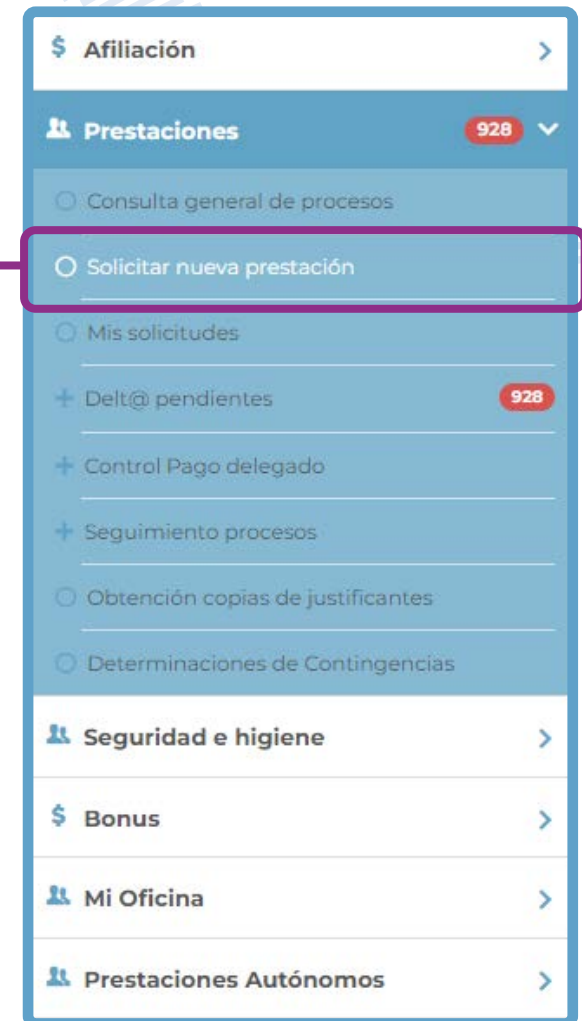 $ Afiliación
Prestaciones 928
Consulta general de procesos
Solicitar nueva prestación
Mis solicitudes
Delt@ pendientes 928
Control Pago delegado
Seguimiento procesos
Obtención copias de justificantes
Determinaciones de Contingencias
Seguridad e higiene
$ Bonus
Mi Oficina
Prestaciones Autónomos